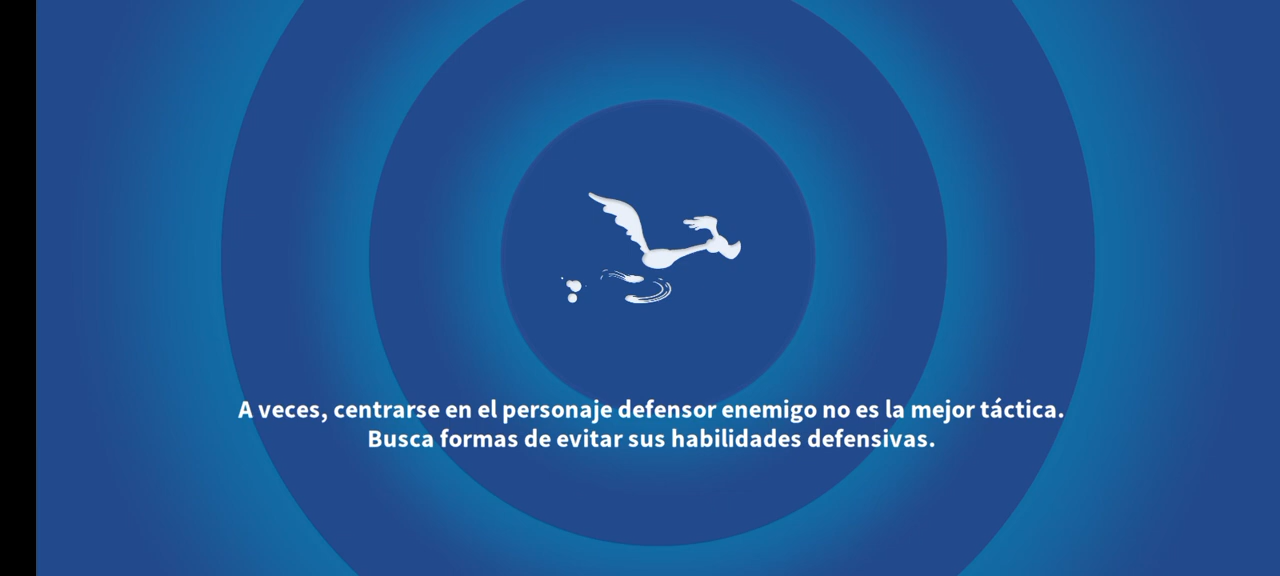 A veces, centrarse en el personaje defensor enemigo no es la mejor táctica.
Busca formas de evitar sus habilidades defensivas.